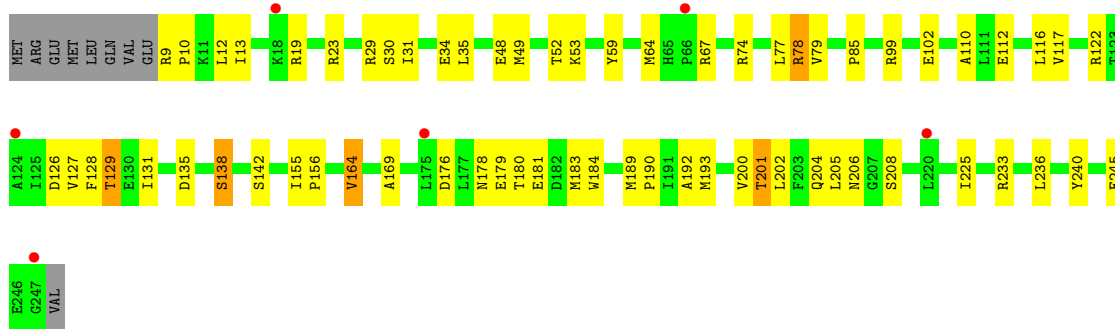 MET ARG GLU MET LEU GLN VAL GLU R9 P10 K11 L12 I13 K18 R19 R23 R29 S30 I31 E34 L35 E48 M49 T52 K53 Y59 M64 H65 P66 R67 R74 L77 R78 V79 P85 R99 E102 A110 L111 E112 L116 V117 R122 T123
A124 I125 D126 V127 F128 T129 E130 I131 D135 S138 S142 I155 P156 V164 A169 L175 D176 L177 N178 E179 T180 E181 D182 M183 W184 M189 P190 I191 A192 M193 V200 T201 L202 F203 Q204 L205 N206 G207 S208 L220 I225 R233 L236 Y240
E246 G247 VAL